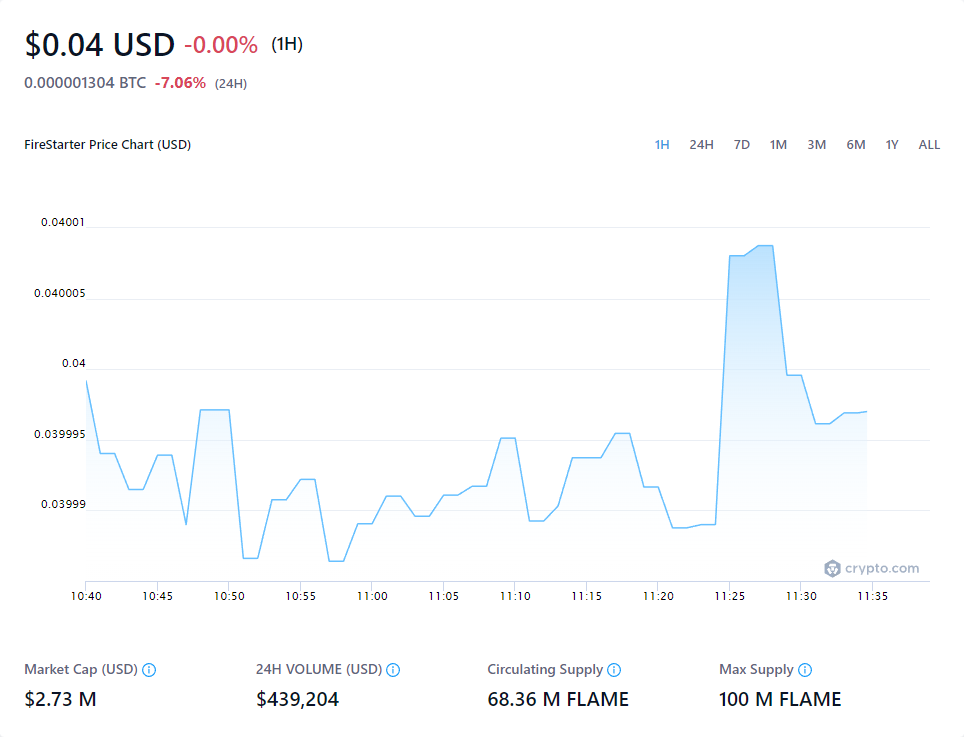 $0.04 USD -0.00% (1H)
0.000001304 BTC -7.06% (24H)
FireStarter Price Chart (USD) 1H 24H 7D 1M 3M 6M 1Y ALL
0.04001
0.040005
0.04
0.039995
0.03999
crypto.com
10:40 10:45 10:50 10:55 11:00 11:05 11:10 11:15 11:20 11:25 11:30 11:35
Market Cap (USD) 24H VOLUME (USD) Circulating Supply Max Supply
$2.73 M $439,204 68.36 M FLAME 100 M FLAME